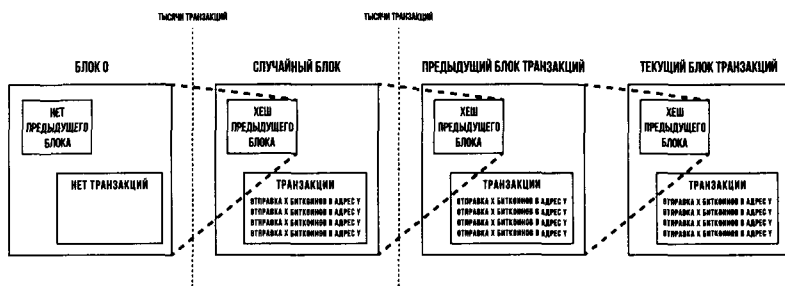 ТЫСЯЧИ ТРАНЗАКЦИЙ
ТЫСЯЧИ ТРАНЗАКЦИЙ
БЛОК 0
СЛУЧАЙНЫЙ БЛОК
ПРЕДЫДУЩИЙ БЛОК ТРАНЗАКЦИЙ
ТЕКУЩИЙ БЛОК ТРАНЗАКЦИЙ
НЕТ
ПРЕДЫДУЩЕГО
БЛОКА
НЕТ ТРАНЗАКЦИЙ
ХЕШ
ПРЕДЫДУЩЕГО
БЛОКА
ТРАНЗАКЦИИ
ОТПРАВКА X БИТКОИНОВ В АДРЕС Y
ОТПРАВКА X БИТКОИНОВ В АДРЕС Y
ОТПРАВКА X БИТКОИНОВ В АДРЕС Y
ОТПРАВКА X БИТКОИНОВ В АДРЕС Y
ХЕШ
ПРЕДЫДУЩЕГО
БЛОКА
ТРАНЗАКЦИИ
ОТПРАВКА X БИТКОИНОВ В АДРЕС Y
ОТПРАВКА X БИТКОИНОВ В АДРЕС Y
ОТПРАВКА X БИТКОИНОВ В АДРЕС Y
ОТПРАВКА X БИТКОИНОВ В АДРЕС Y
ХЕШ
ПРЕДЫДУЩЕГО
БЛОКА
ТРАНЗАКЦИИ
ОТПРАВКА X БИТКОИНОВ В АДРЕС Y
ОТПРАВКА X БИТКОИНОВ В АДРЕС Y
ОТПРАВКА X БИТКОИНОВ В АДРЕС Y
ОТПРАВКА X БИТКОИНОВ В АДРЕС Y